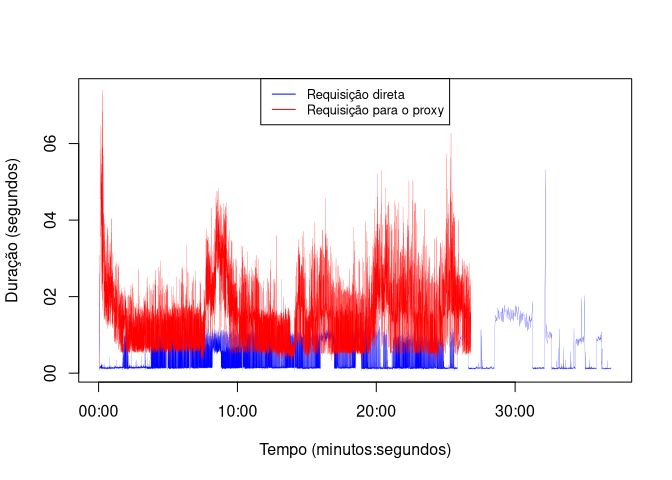 Requisição direta
Requisição para o proxy
Duração (segundos)
06
04
02
00
00:00 10:00 20:00 30:00
Tempo (minutos:segundos)